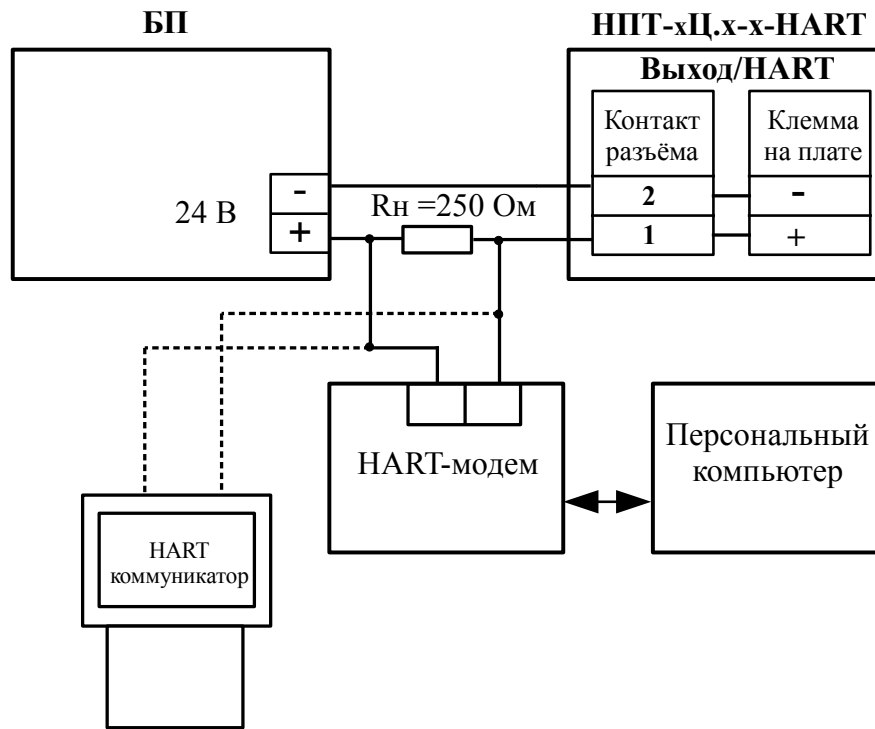 БП
НПТ-хЦ.х-х-HART
Выход/HART
Контакт
разъёма
Клемма
на плате
24 В
-
+
Rн =250 Ом
2
-
1
+
HART-модем
Персональный
компьютер
HART
коммуникатор